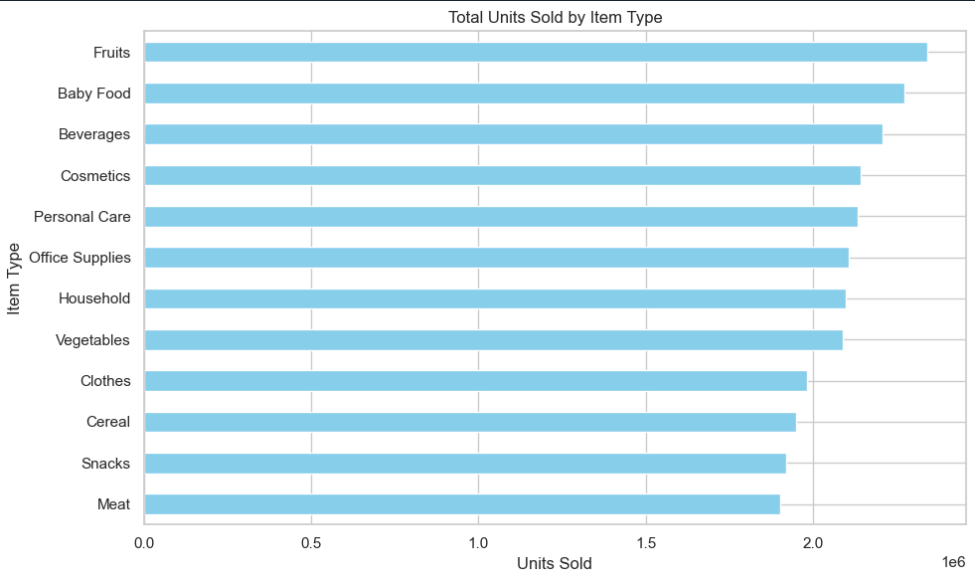 Total Units Sold by Item Type
Fruits
Baby Food
Beverages
Cosmetics
Personal Care
Office Supplies
Household
Vegetables
Clothes
Cereal
Snacks
Meat
Item Type
0.0 0.5 1.0 1.5 2.0
Units Sold
1e6